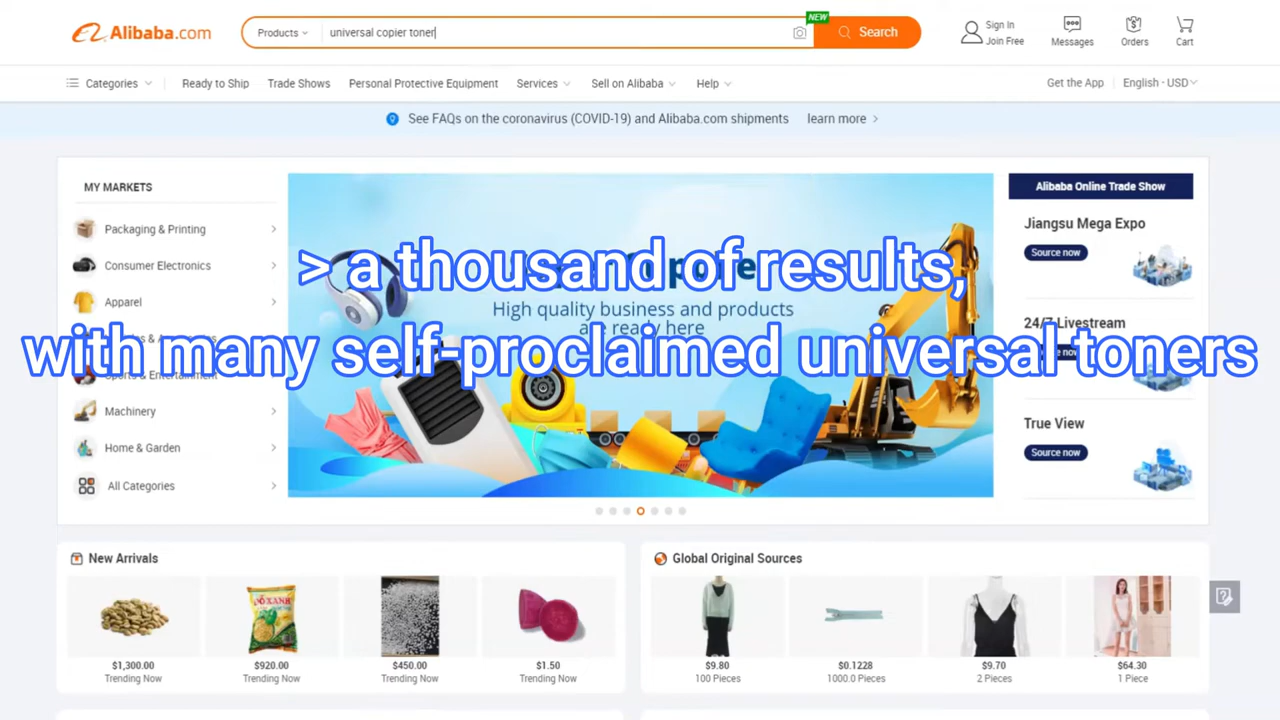 Alibaba.com
Products
universal copier toner
NEW
Search
Sign In
Join Free
Messages
Orders
Cart
Categories
Ready to Ship
Trade Shows
Personal Protective Equipment
Services
Sell on Alibaba
Help
Get the App
English - USD
See FAQs on the coronavirus (COVID-19) and Alibaba.com shipments
learn more
MY MARKETS
Packaging & Printing
Consumer Electronics
Apparel
Sports & Entertainment
Machinery
Home & Garden
All Categories
> a thousand of results,
with many self-proclaimed universal toners
High quality business and products
are ready here
Alibaba Online Trade Show
Jiangsu Mega Expo
Source now
24/7 Livestream
now
True View
Source now
New Arrivals
$1,300.00
Trending Now
$920.00
Trending Now
$450.00
Trending Now
$1.50
Trending Now
Global Original Sources
$9.80
100 Pieces
$0.1228
1000.0 Pieces
$9.70
2 Pieces
$64.30
1 Piece